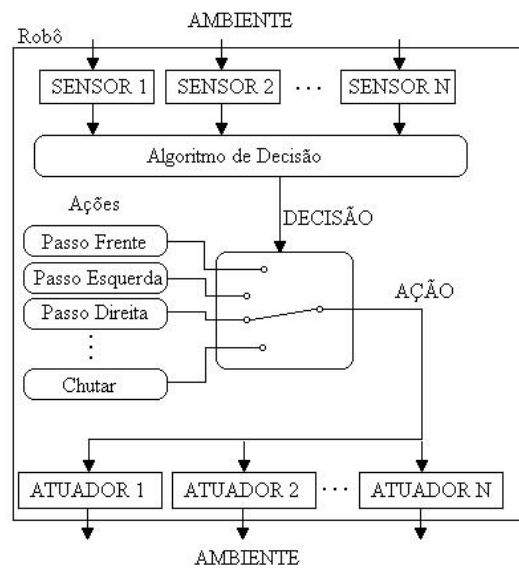 AMBIENTE
Robô
SENSOR 1
SENSOR 2
...
SENSOR N
Algoritmo de Decisão
Ações
DECISÃO
Passo Frente
Passo Esquerda
Passo Direita
AÇÃO
Chutar
ATUADOR 1
ATUADOR 2
...
ATUADOR N
AMBIENTE